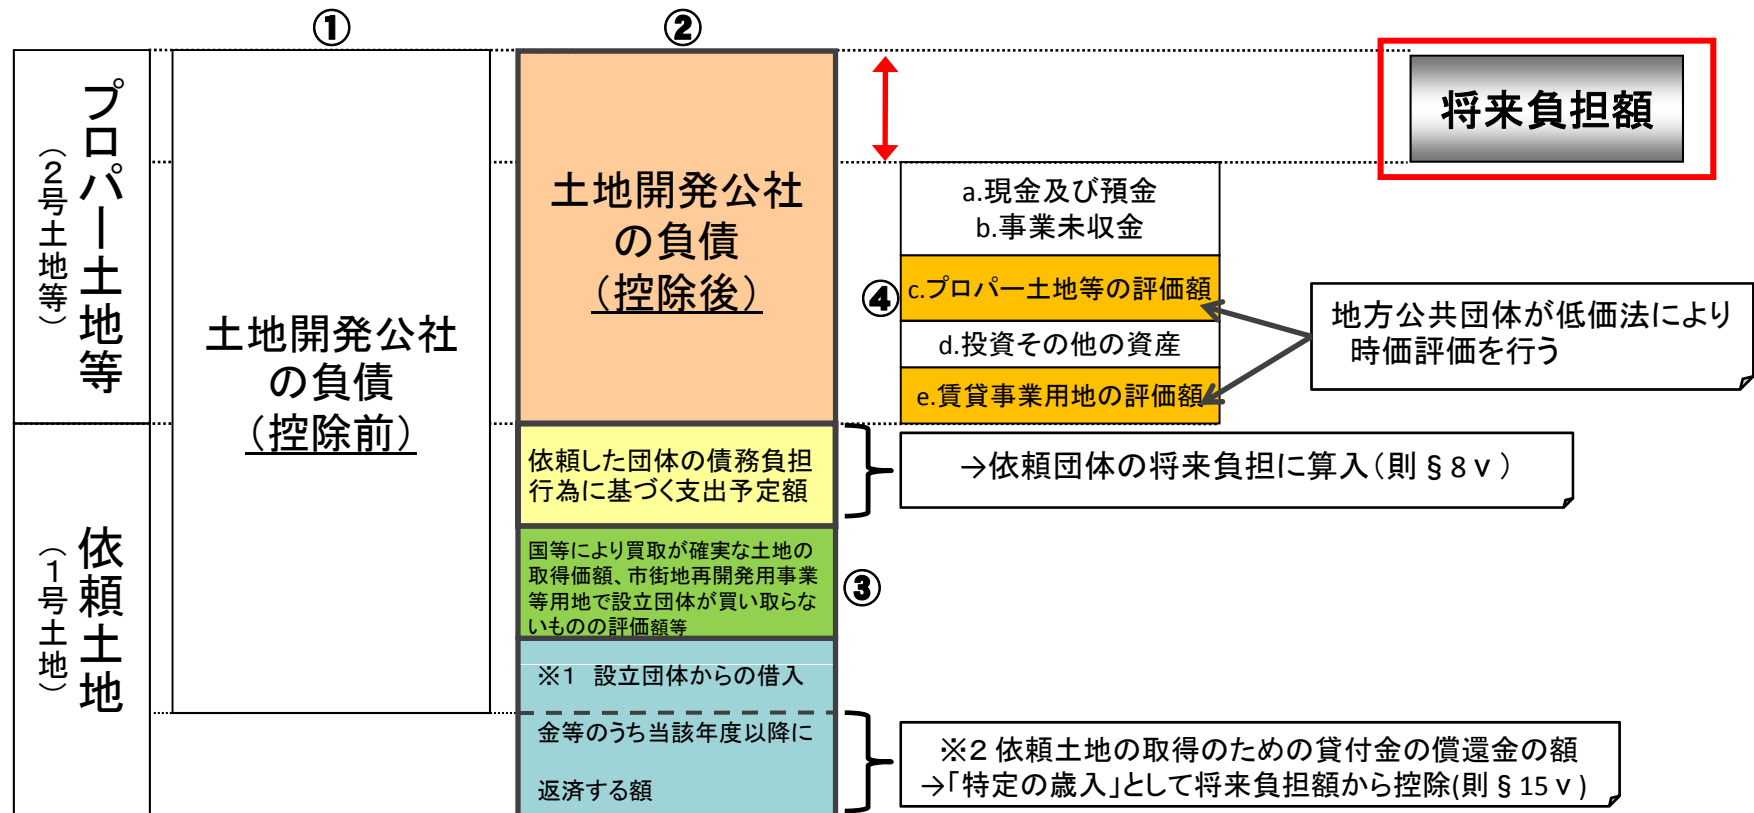 ①
②
プロパー土地等
（２号土地等）
依頼土地
（１号土地）
土地開発公社
の負債
（控除前）
土地開発公社
の負債
（控除後）
依頼した団体の債務負担
行為に基づく支出予定額
国等により買取が確実な土地の
取得価額、市街地再開発用事業
等用地で設立団体が買い取らな
いものの評価額等
③
※１　設立団体からの借入
金等のうち当該年度以降に
返済する額
将来負担額
a.現金及び預金
b.事業未収金
④
c.プロパー土地等の評価額
d.投資その他の資産
e.賃貸事業用地の評価額
地方公共団体が低価法により
時価評価を行う
→依頼団体の将来負担に算入（則§8ⅴ）
※２ 依頼土地の取得のための貸付金の償還金の額
→「特定の歳入」として将来負担額から控除(則§15ⅴ)